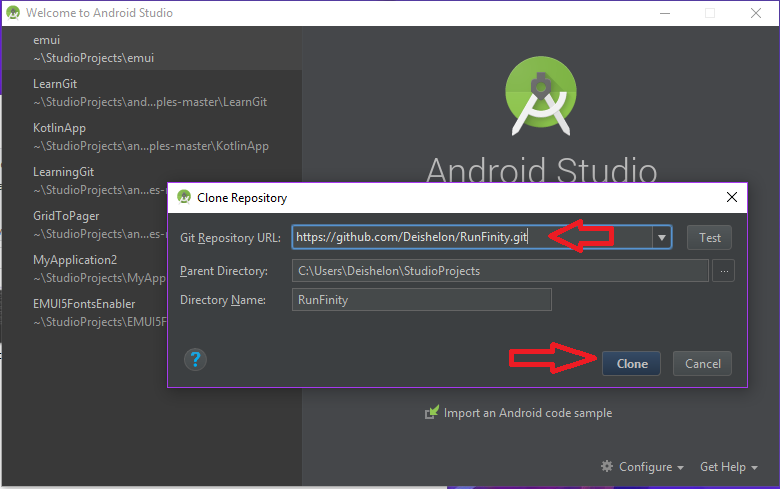 Welcome to Android Studio
emui
~\StudioProjects\emui
LearnGit
~\StudioProjects\and...ples-master\LearnGit
KotlinApp
~\StudioProjects\an...ples-master\KotlinApp
LearningGit
~\StudioProjects\an...es-
GridToPager
~\StudioProjects\an...es-
MyApplication2
~\StudioProjects\MyApp
EMUI5FontsEnabler
~\StudioProjects\EMUI5F
Android Studio
Clone Repository
Git Repository URL: https://github.com/Deishelon/RunFinity.git Test
Parent Directory: C:\Users\Deishelon\StudioProjects ...
Directory Name: RunFinity
? Clone Cancel
Import an Android code sample
Configure Get Help